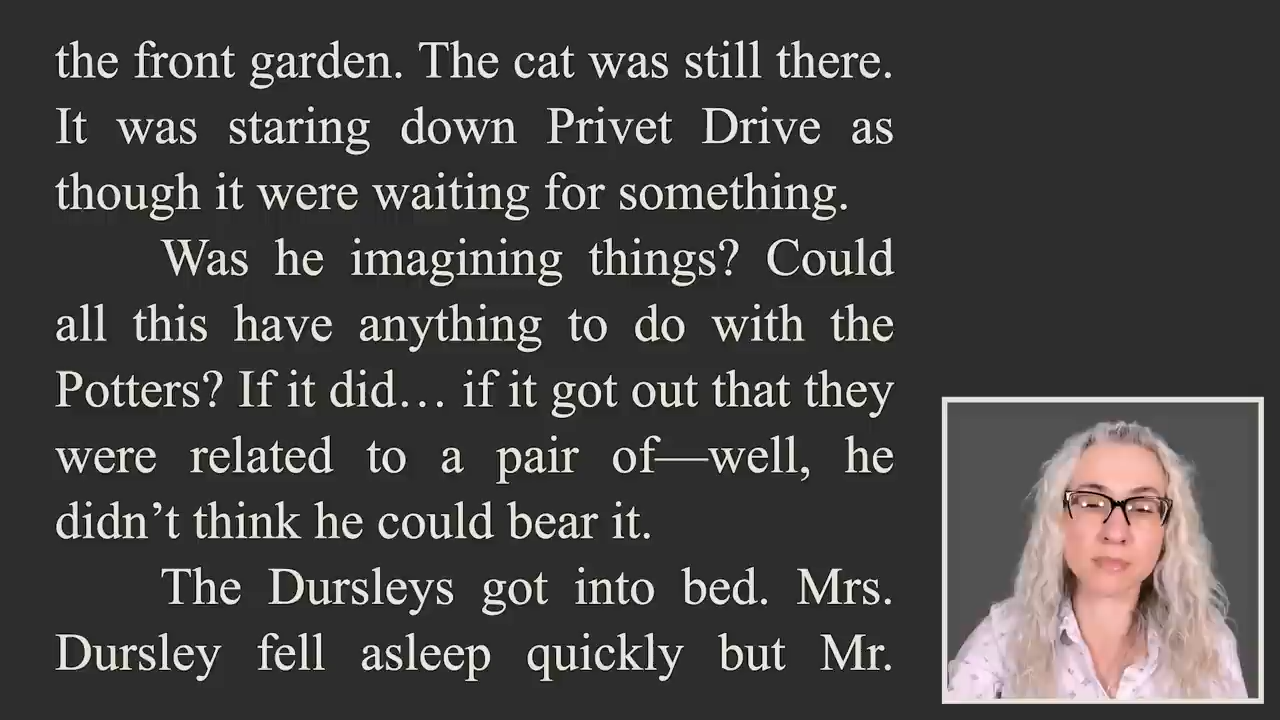 the front garden. The cat was still there.
It was staring down Privet Drive as
though it were waiting for something.
Was he imagining things? Could
all this have anything to do with the
Potters? If it did… if it got out that they
were related to a pair of—well, he
didn’t think he could bear it.
The Dursleys got into bed. Mrs.
Dursley fell asleep quickly but Mr.